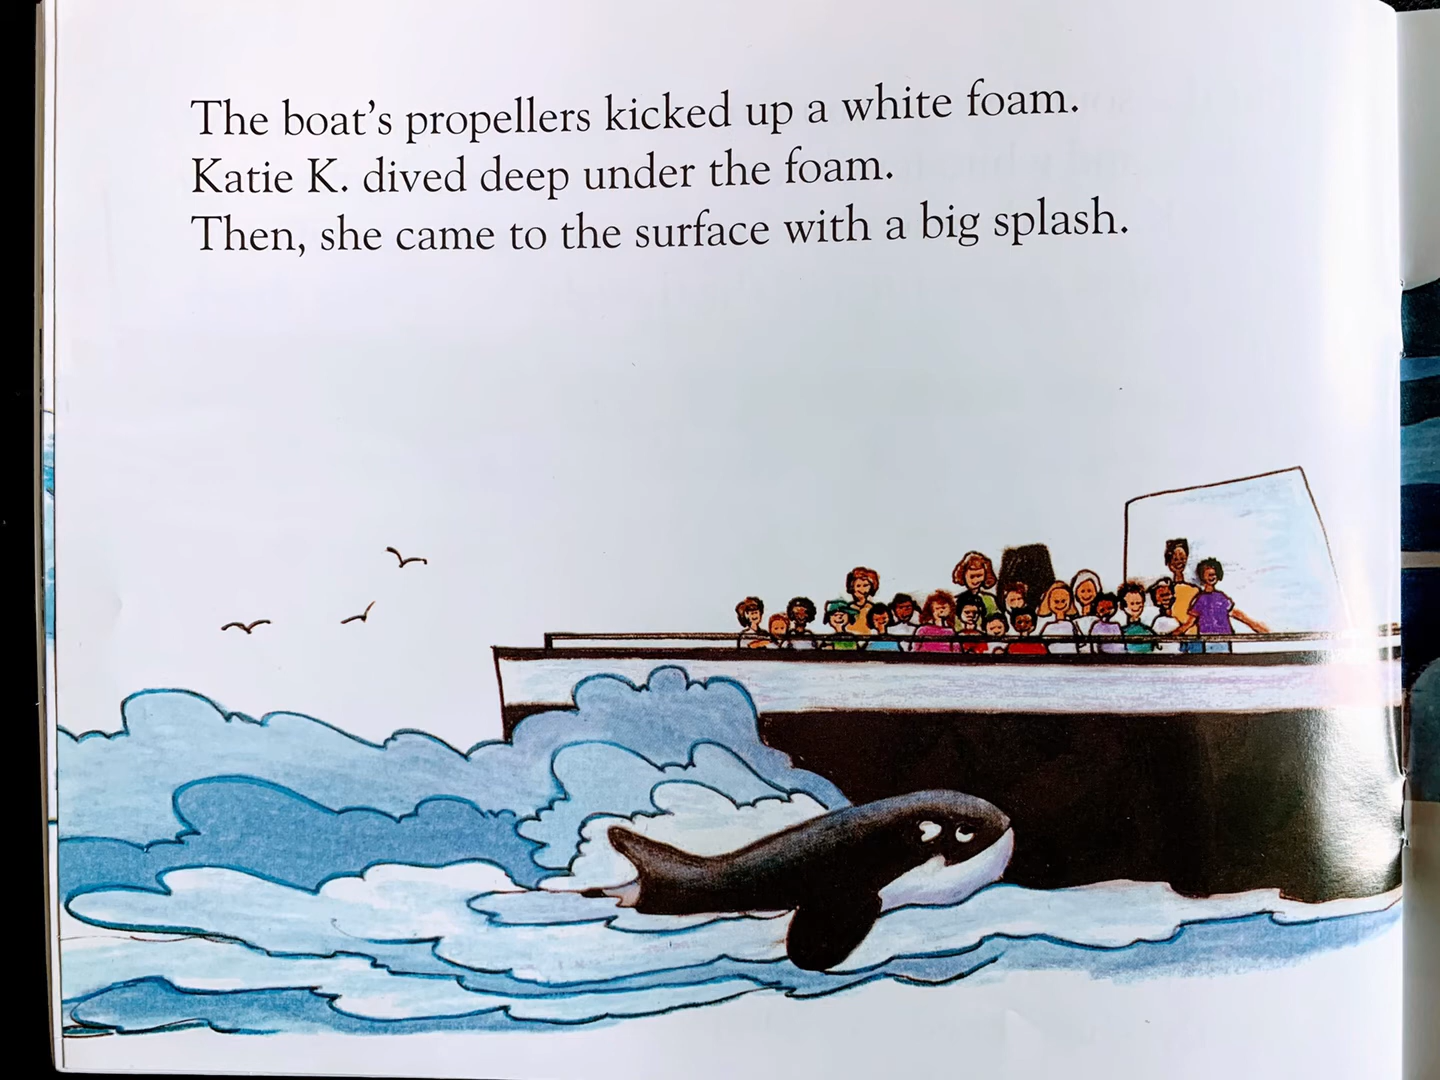 The boat's propellers kicked up a white foam.
Katie K. dived deep under the foam.
Then, she came to the surface with a big splash.